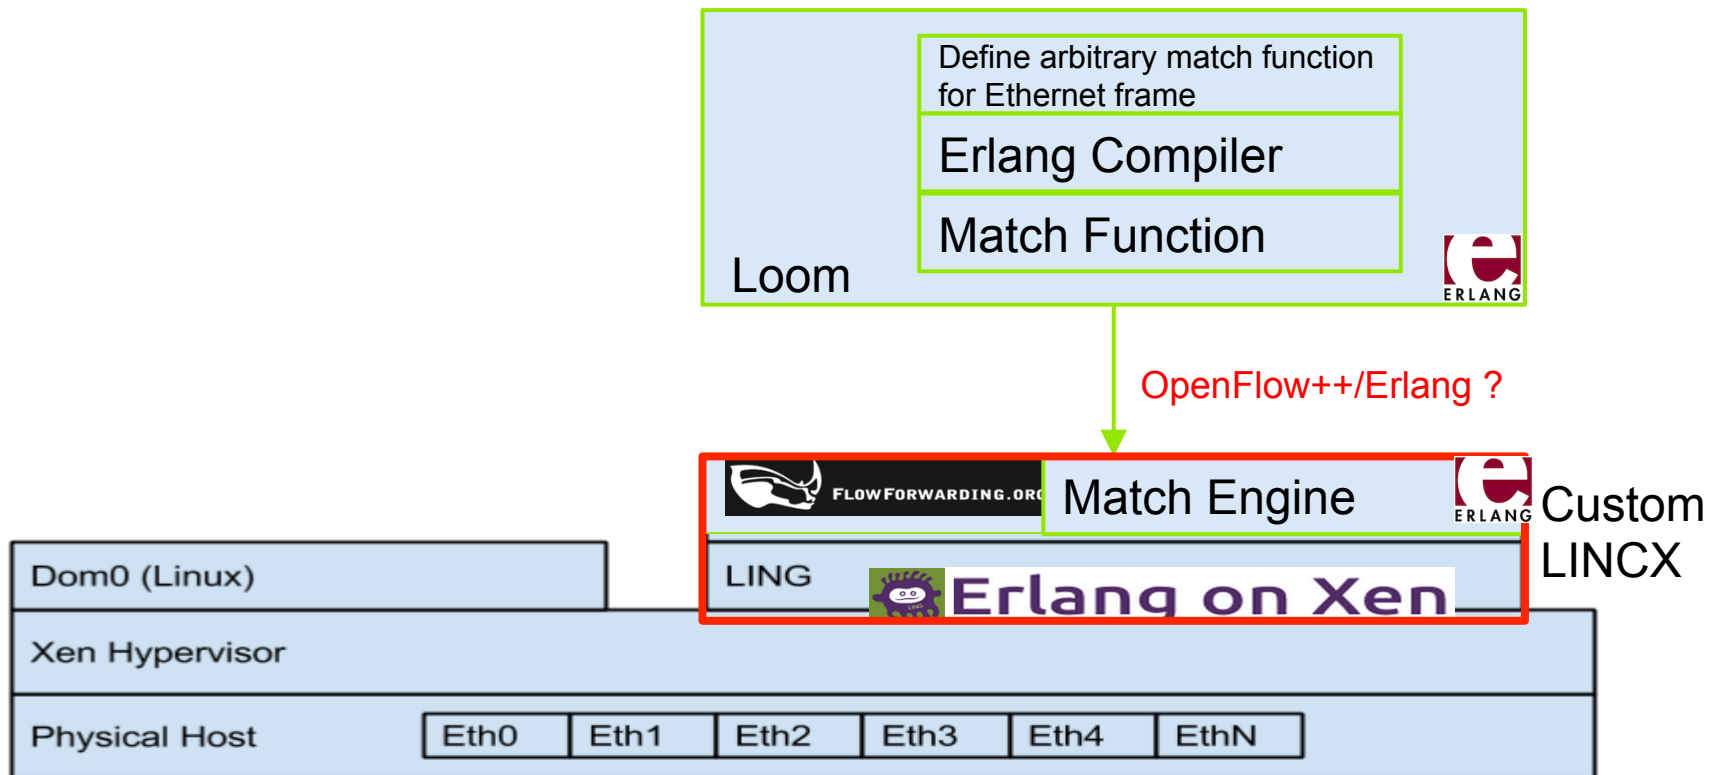 Define arbitrary match function
for Ethernet frame
Erlang Compiler
Match Function
Loom
ERLANG
OpenFlow++/Erlang ?
FLOWFORWARDING.ORG
Match Engine
ERLANG
Custom
LINCX
Dom0 (Linux)
LING
Erlang on Xen
Xen Hypervisor
Physical Host
Eth0
Eth1
Eth2
Eth3
Eth4
EthN